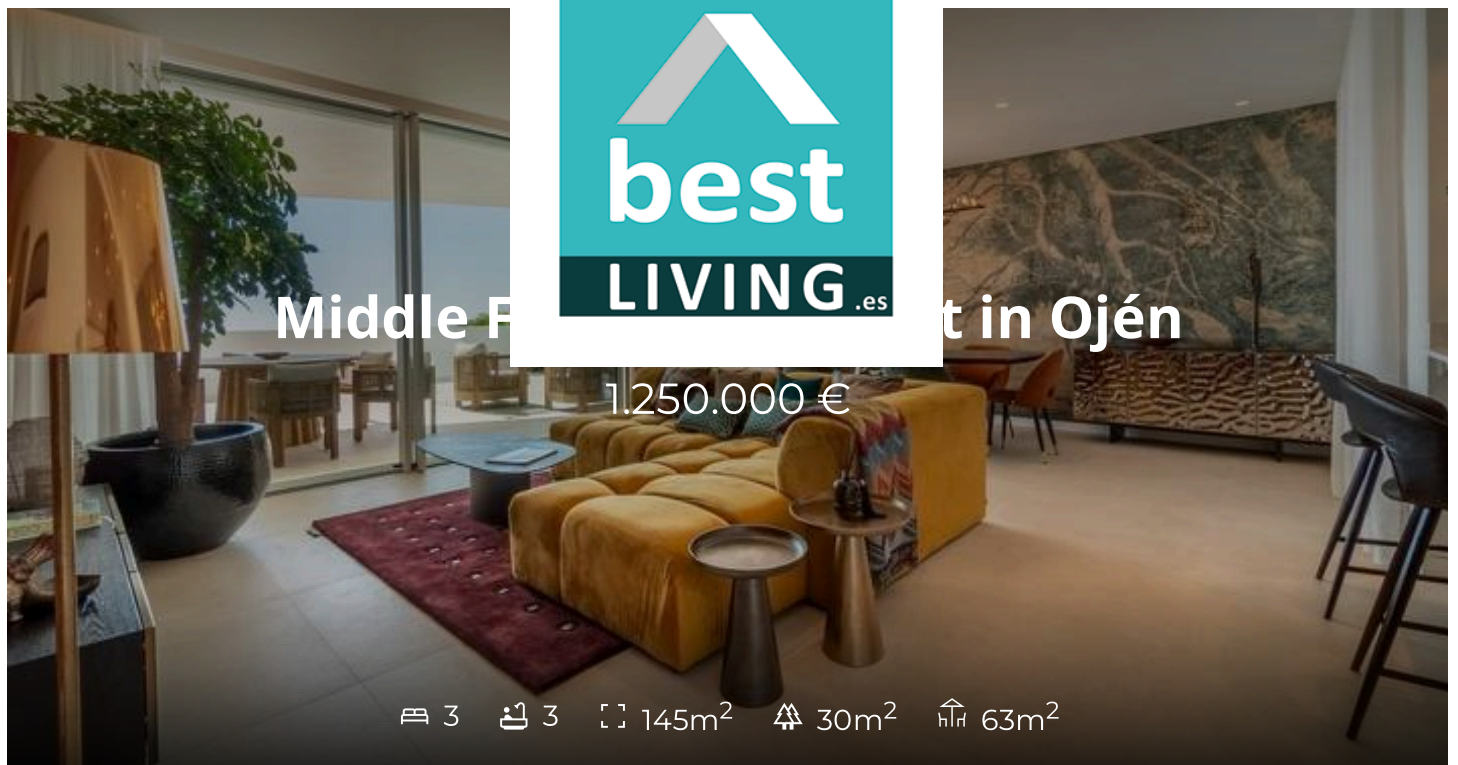 best
LIVING.es
Middle F t in Ojén
1.250.000 €
3 3 145m² 30m² 63m²